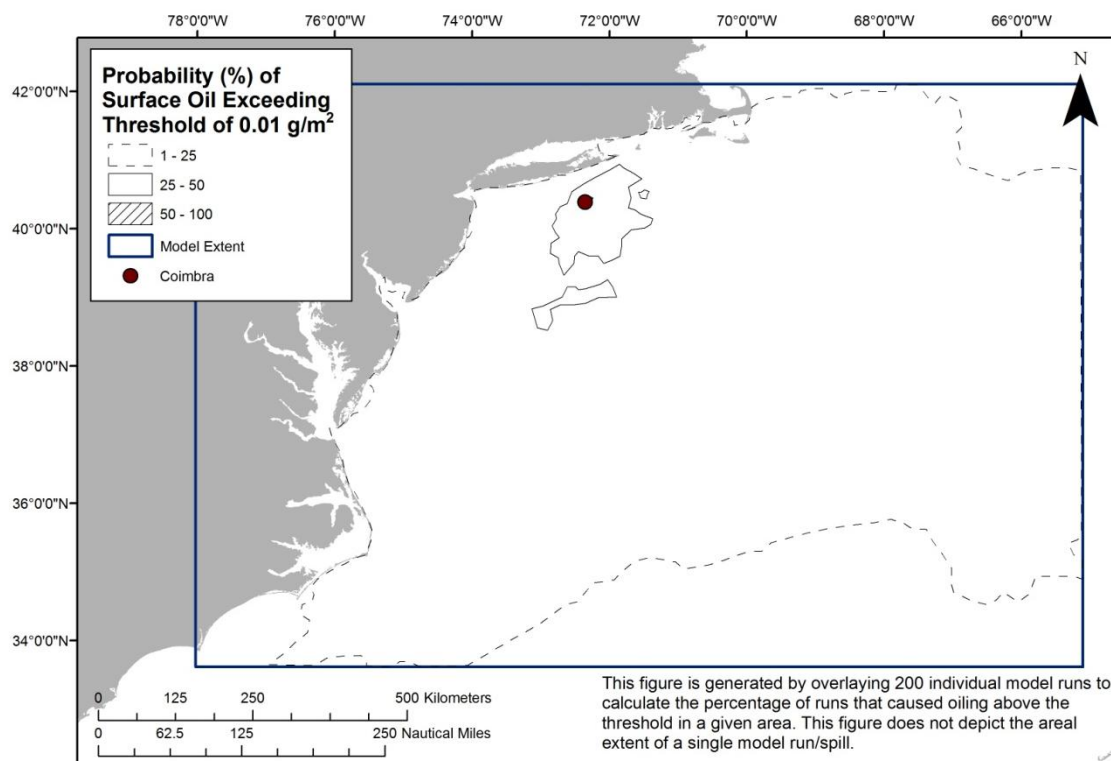 78°0'0"W 76°0'0"W 74°0'0"W 72°0'0"W 70°0'0"W 68°0'0"W 66°0'0"W
N
Probability (%) of
Surface Oil Exceeding
Threshold of 0.01 g/m²
1 - 25
25 - 50
50 - 100
Model Extent
Coimbra
42°0'0"N
40°0'0"N
38°0'0"N
36°0'0"N
34°0'0"N
0 125 250 500 Kilometers
0 62.5 125 250 Nautical Miles
This figure is generated by overlaying 200 individual model runs to
calculate the percentage of runs that caused oiling above the
threshold in a given area. This figure does not depict the areal
extent of a single model run/spill.